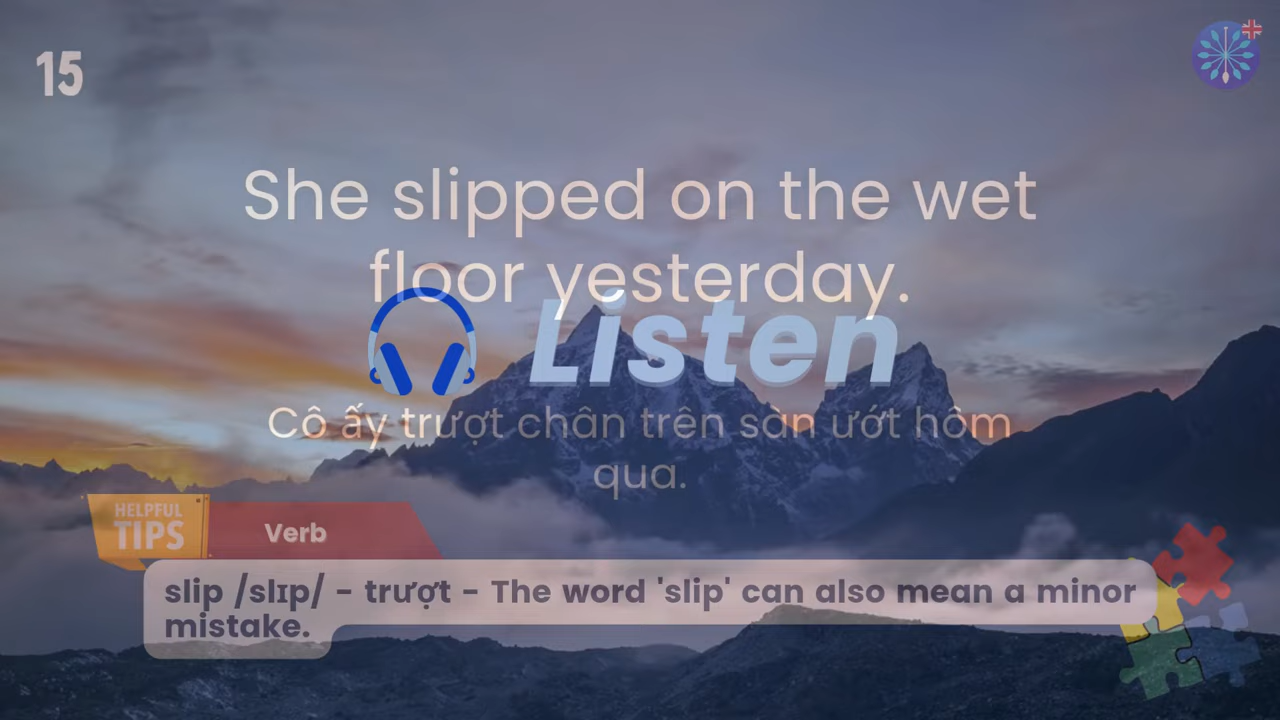 15
She slipped on the wet
floor yesterday.
Listen
Cô ấy trượt chân trên sàn ướt hôm
qua.
HELPFUL
TIPS
Verb
slip /slɪp/ - trượt - The word 'slip' can also mean a minor
mistake.